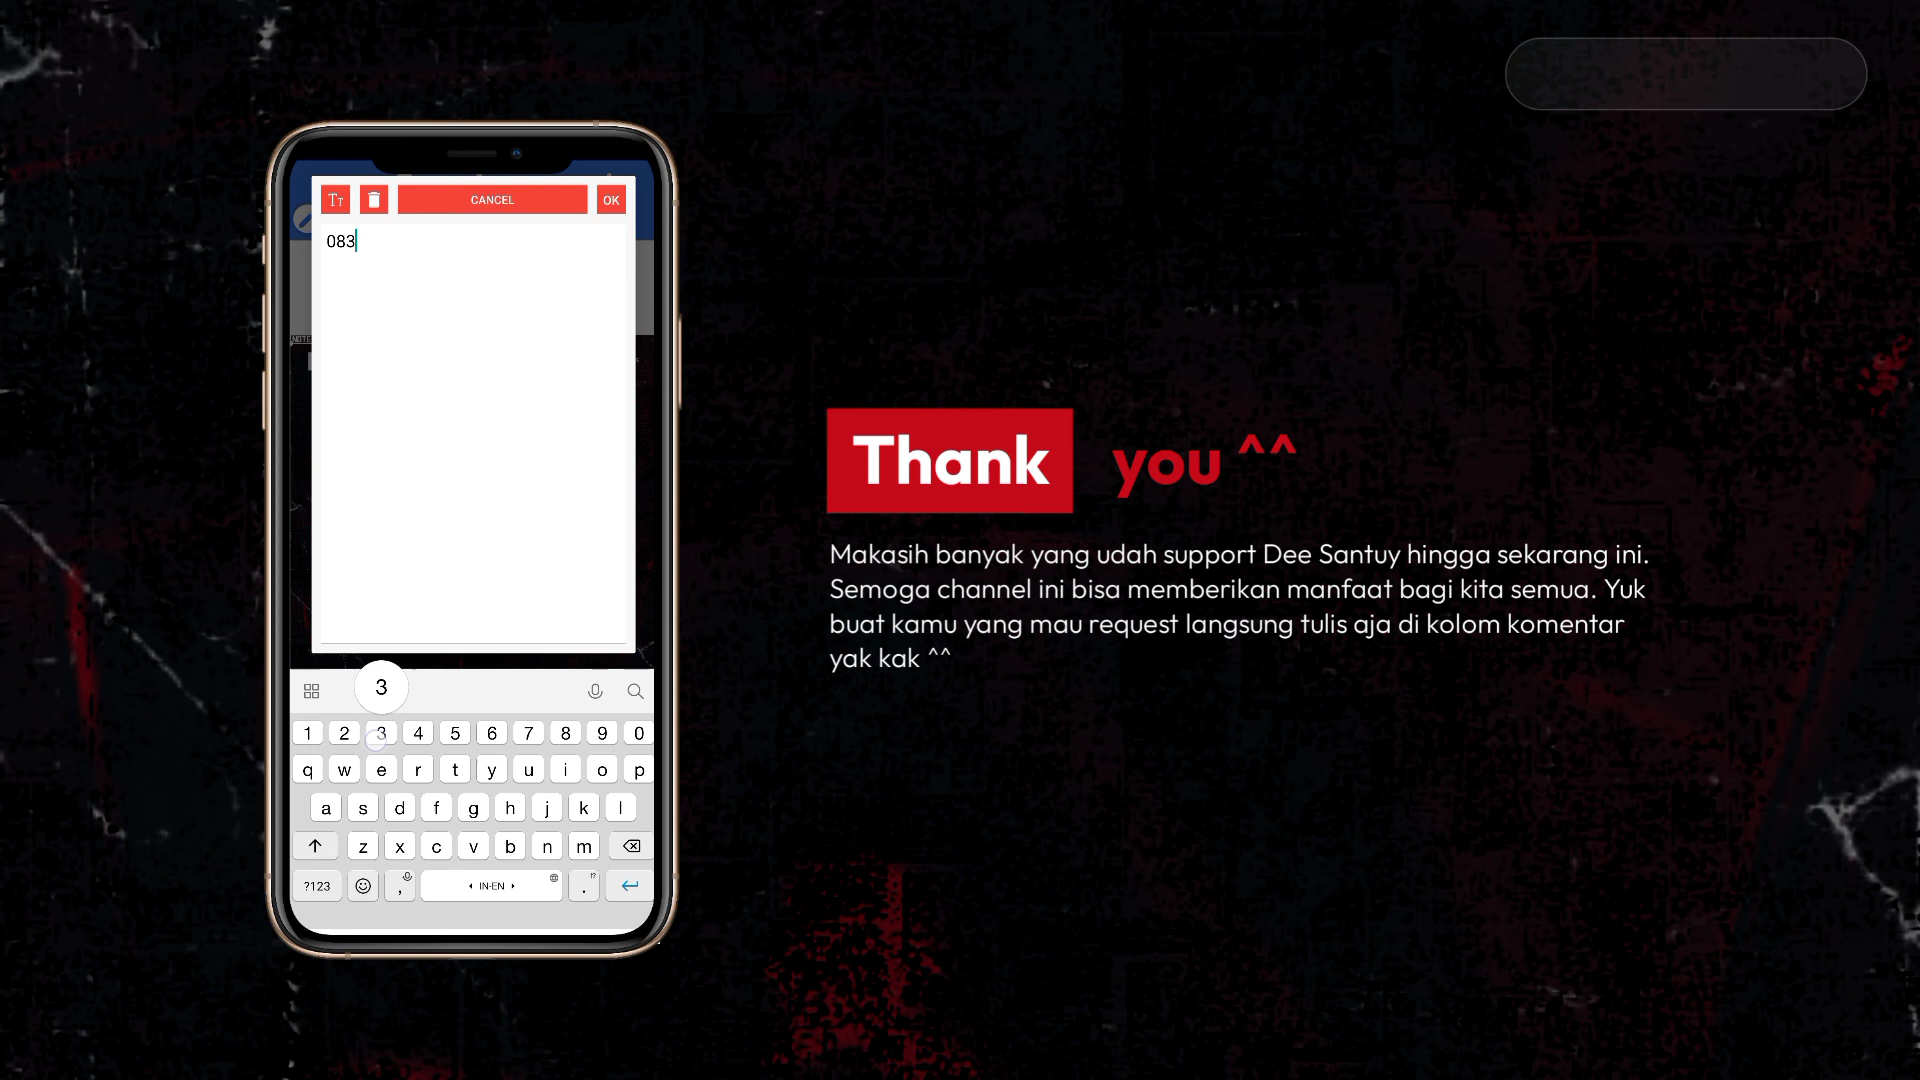 Tт CANCEL OK
083
NOTE
3
1 2 3 4 5 6 7 8 9 0
q w e r t y u i o p
a s d f g h j k l
z x c v b n m
?123 , IN-EN . !?
Thank you ^^
Makasih banyak yang udah support Dee Santuy hingga sekarang ini.
Semoga channel ini bisa memberikan manfaat bagi kita semua. Yuk
buat kamu yang mau request langsung tulis aja di kolom komentar
yak kak ^^